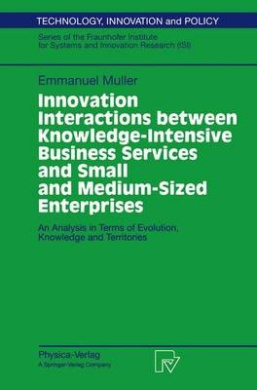 TECHNOLOGY, INNOVATION and POLICY
Series of the Fraunhofer Institute
for Systems and Innovation Research (ISI)
Emmanuel Muller
Innovation
Interactions between
Knowledge-Intensive
Business Services
and Small
and Medium-Sized
Enterprises
An Analysis in Terms of Evolution,
Knowledge and Territories
Physica-Verlag
A Springer-Verlag Company